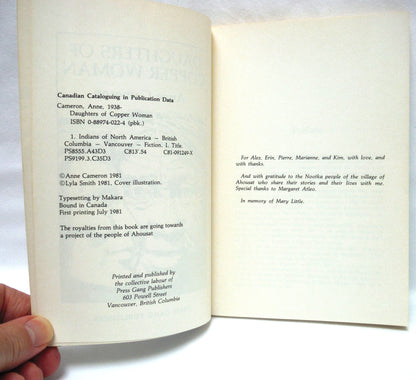 Canadian Cataloguing in Publication Data
Cameron, Anne, 1938-
Daughters of Copper Woman
ISBN 0-88974-022-4 (pbk.)
1. Indians of North America - British
Columbia - Vancouver - Fiction. I. Title.
PS8555.A43D3 C813'.54 C81-091249-X
PS9199.3.C35D3
©Anne Cameron 1981
©Lyla Smith 1981, Cover illustration.
Typesetting by Makara
Bound in Canada
First printing July 1981
The royalties from this book are going towards
a project of the people of Ahousat
Printed and published by
the collective labour of
Press Gang Publishers
603 Powell Street
Vancouver, British Columbia
For Alex, Erin, Pierre, Marianne, and Kim, with love, and
with thanks.
And with gratitude to the Nootka people of the village of
Ahousat who share their stories and their lives with me.
Special thanks to Margaret Atleo.
In memory of Mary Little.